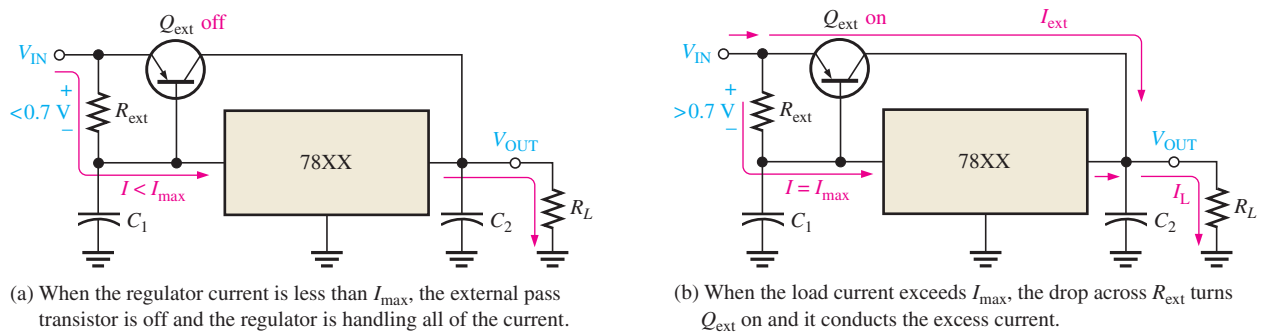 Q_ext off
V_IN
+
<0.7 V
−
R_ext
78XX
V_OUT
I < I_max
C_1
C_2
R_L
(a) When the regulator current is less than I_max, the external pass
transistor is off and the regulator is handling all of the current.
Q_ext on
I_ext
V_IN
+
>0.7 V
−
R_ext
78XX
V_OUT
I = I_max
I_L
C_1
C_2
R_L
(b) When the load current exceeds I_max, the drop across R_ext turns
Q_ext on and it conducts the excess current.